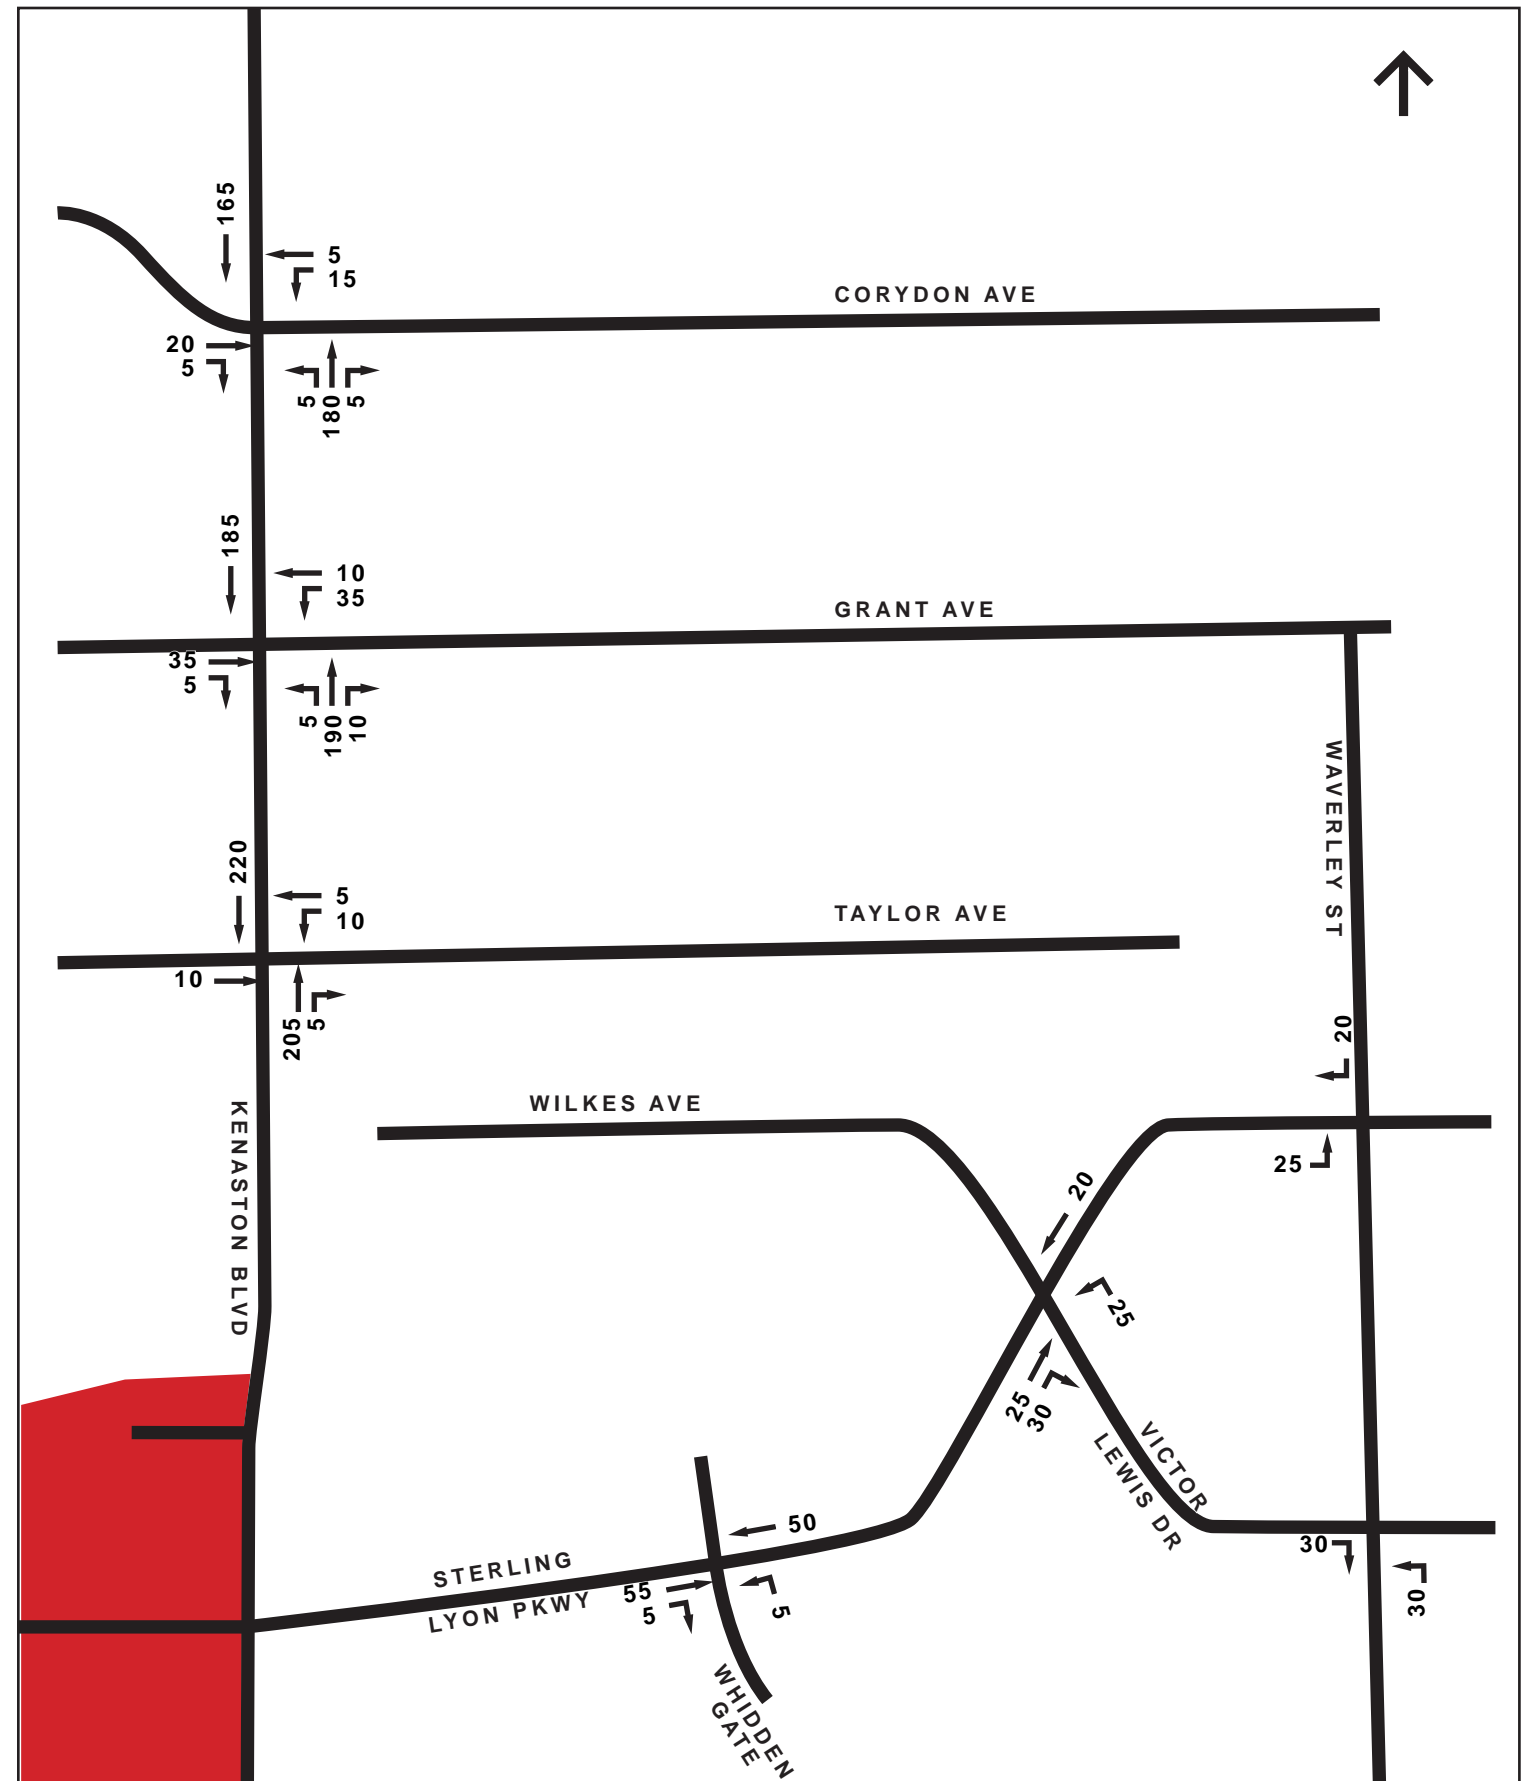 165
5
15
CORYDON AVE
20
5
5
180
5
185
10
35
GRANT AVE
35
5
5
190
10
WAVERLEY ST
220
5
10
TAYLOR AVE
10
205
5
20
KENASTON BLVD
WILKES AVE
25
20
25
25
30
VICTOR
LEWIS DR
30
30
50
STERLING
LYON PKWY
55
5
5
WHIDDEN
GATE